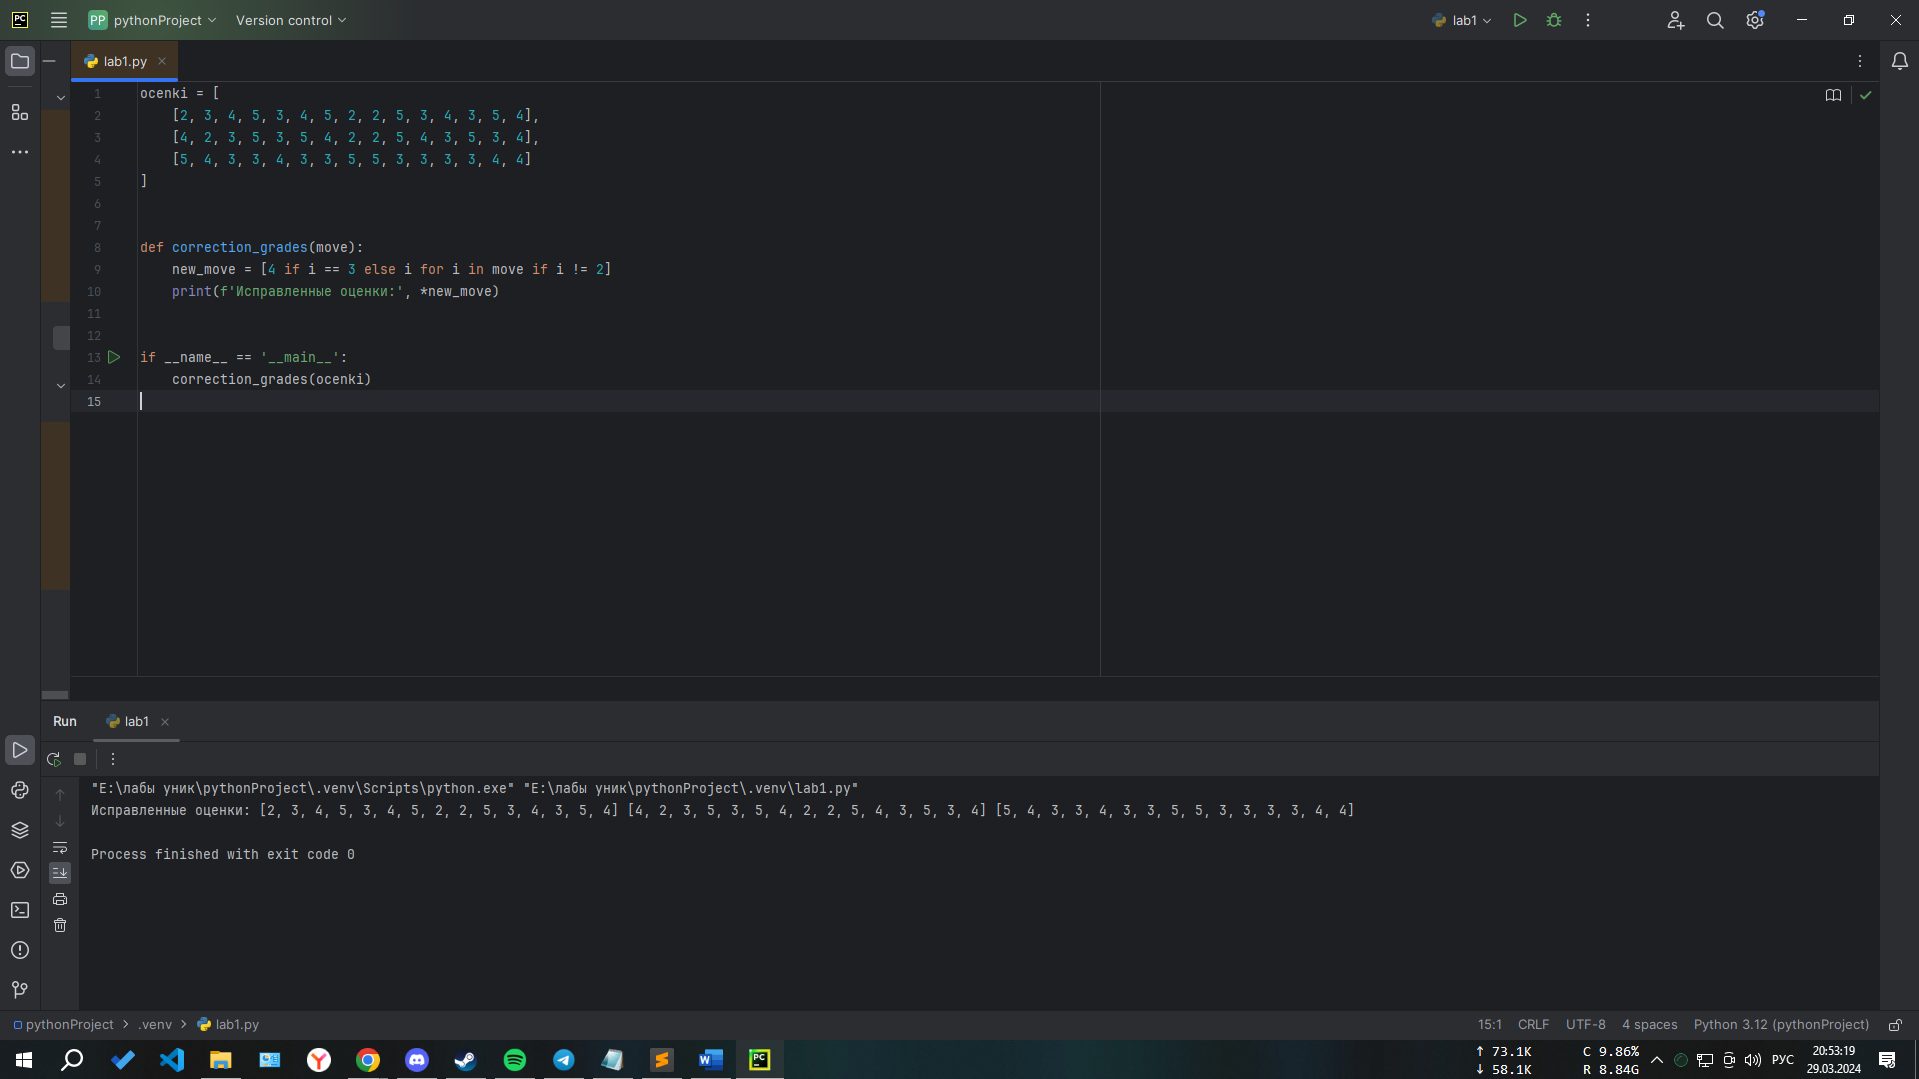 PC PP pythonProject Version control lab1
lab1.py
1 ocenki = [
2 [2, 3, 4, 5, 3, 4, 5, 2, 2, 5, 3, 4, 3, 5, 4],
3 [4, 2, 3, 5, 3, 5, 4, 2, 2, 5, 4, 3, 5, 3, 4],
4 [5, 4, 3, 3, 4, 3, 3, 5, 5, 3, 3, 3, 3, 4, 4]
5 ]
6
7
8 def correction_grades(move):
9 new_move = [4 if i == 3 else i for i in move if i != 2]
10 print(f'Исправленные оценки:', *new_move)
11
12
13 if __name__ == '__main__':
14 correction_grades(ocenki)
15
Run lab1
"E:\лабы уник\pythonProject\.venv\Scripts\python.exe" "E:\лабы уник\pythonProject\.venv\lab1.py"
Исправленные оценки: [2, 3, 4, 5, 3, 4, 5, 2, 2, 5, 3, 4, 3, 5, 4] [4, 2, 3, 5, 3, 5, 4, 2, 2, 5, 4, 3, 5, 3, 4] [5, 4, 3, 3, 4, 3, 3, 5, 5, 3, 3, 3, 3, 4, 4]
Process finished with exit code 0
pythonProject > .venv > lab1.py 15:1 CRLF UTF-8 4 spaces Python 3.12 (pythonProject)
↑ 73.1K C 9.86% РУС 20:53:19
↓ 58.1K R 8.84G 29.03.2024